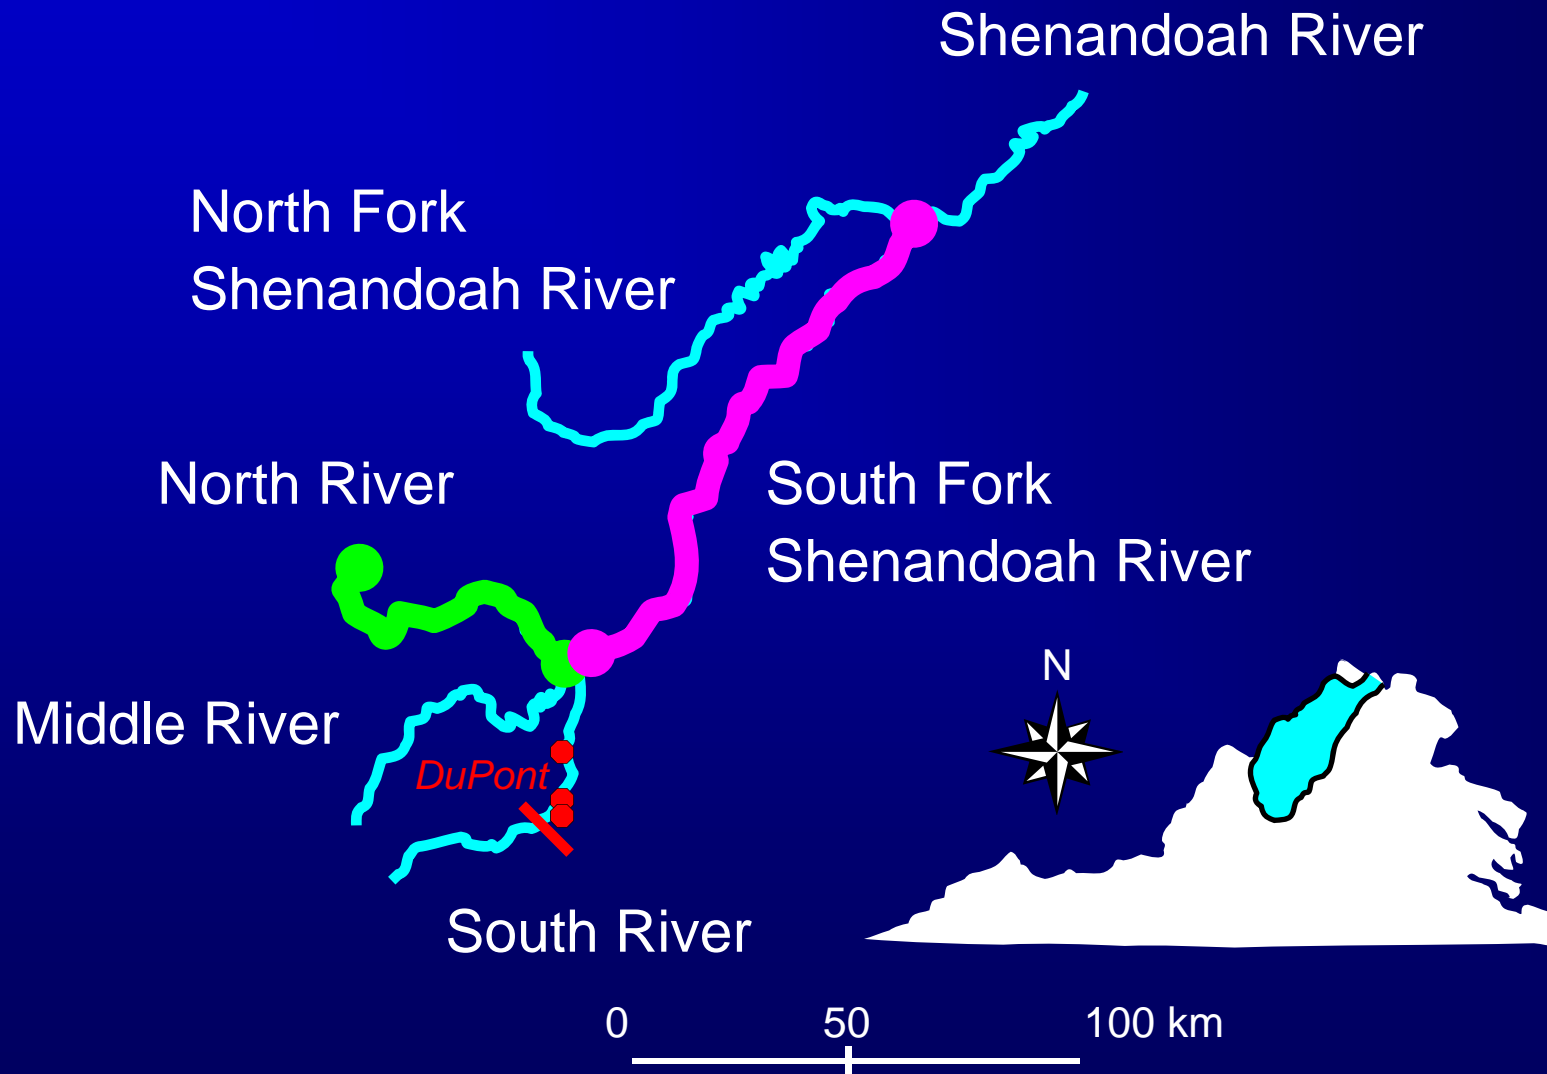 Shenandoah River
North Fork
Shenandoah River
North River
South Fork
Shenandoah River
N
Middle River
DuPont
South River
0 50 100 km